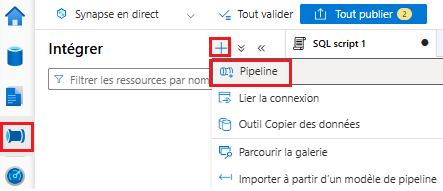 Synapse en direct
Tout valider
Tout publier 2
Intégrer
SQL script 1
Filtrer les ressources par nom
Pipeline
Lier la connexion
Outil Copier des données
Parcourir la galerie
Importer à partir d'un modèle de pipeline